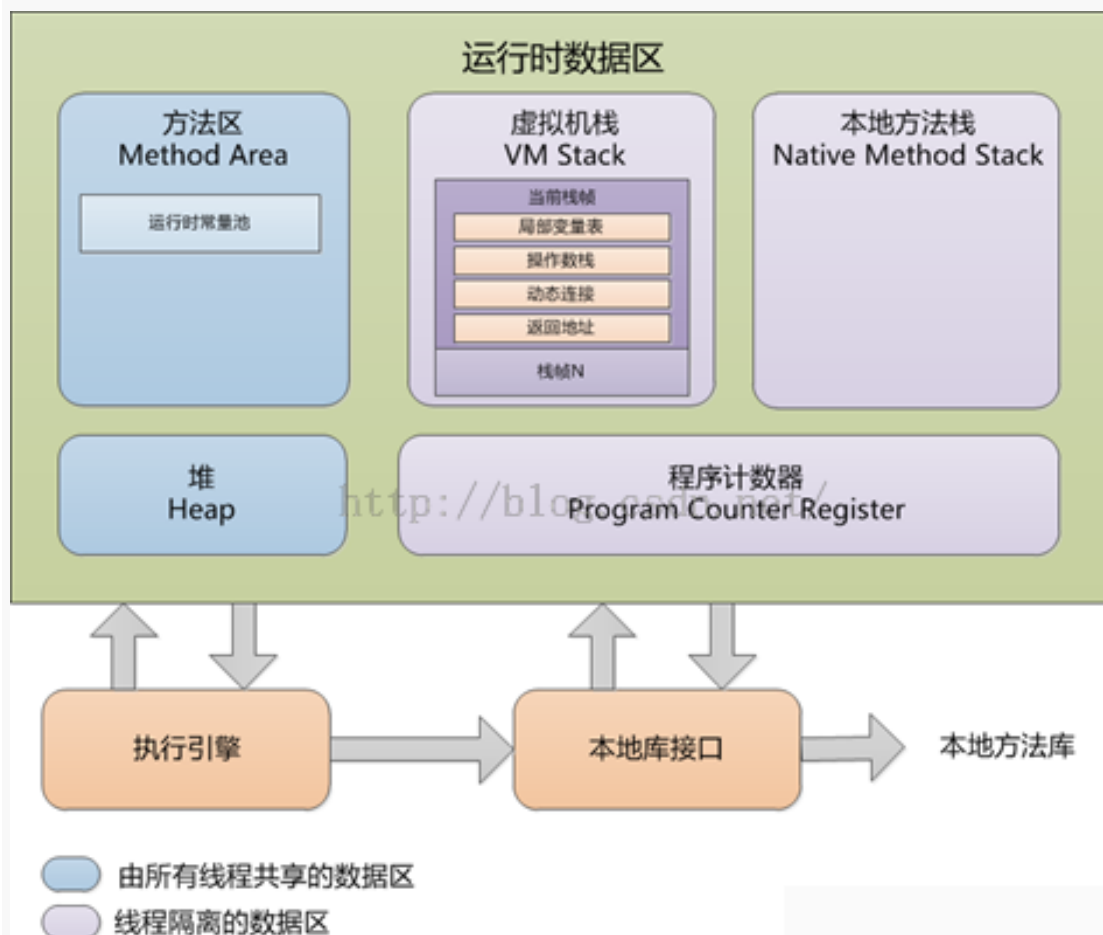 运行时数据区
方法区
Method Area
运行时常量池
虚拟机栈
VM Stack
当前栈帧
局部变量表
操作数栈
动态连接
返回地址
栈帧N
本地方法栈
Native Method Stack
堆
Heap
程序计数器
Program Counter Register
http://blog.csdn.net/
执行引擎
本地库接口
本地方法库
由所有线程共享的数据区
线程隔离的数据区